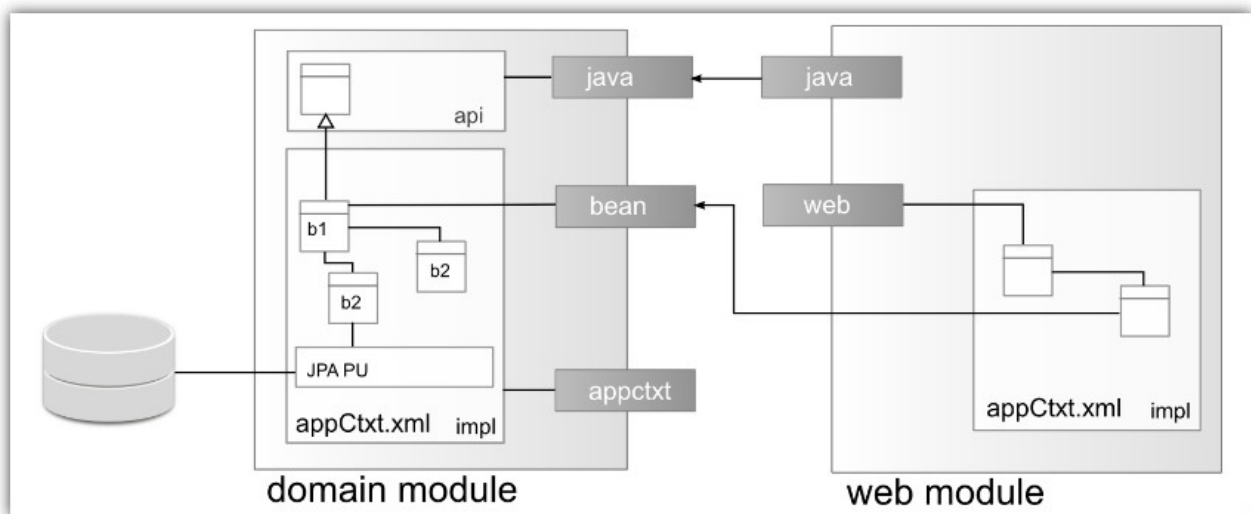 java
java
api
bean
web
b1
b2
b2
JPA PU
appctxt
appCtxt.xml
impl
appCtxt.xml
impl
domain module
web module